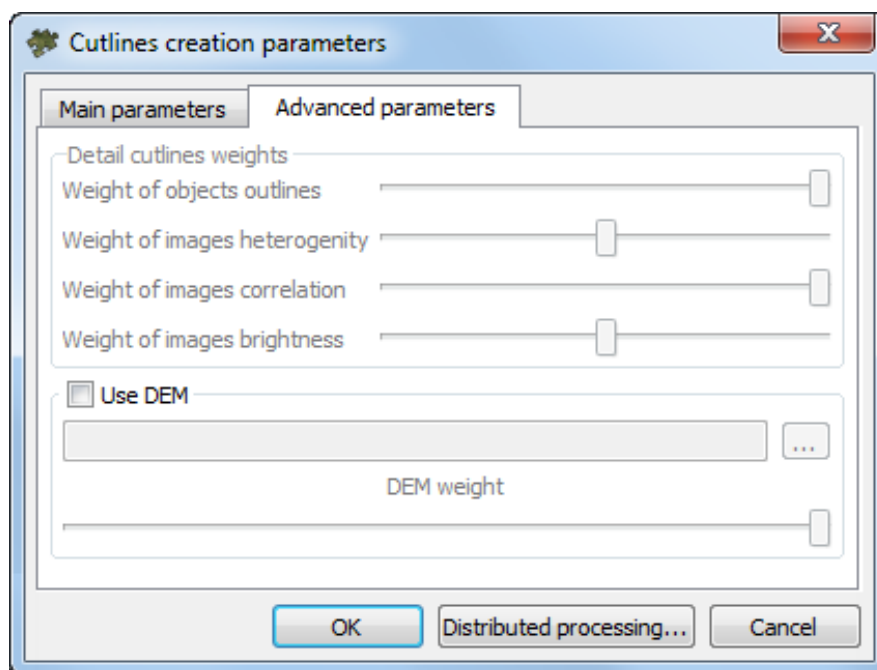 Cutlines creation parameters
Main parameters
Advanced parameters
Detail cutlines weights
Weight of objects outlines
Weight of images heterogenity
Weight of images correlation
Weight of images brightness
Use DEM
...
DEM weight
OK
Distributed processing...
Cancel